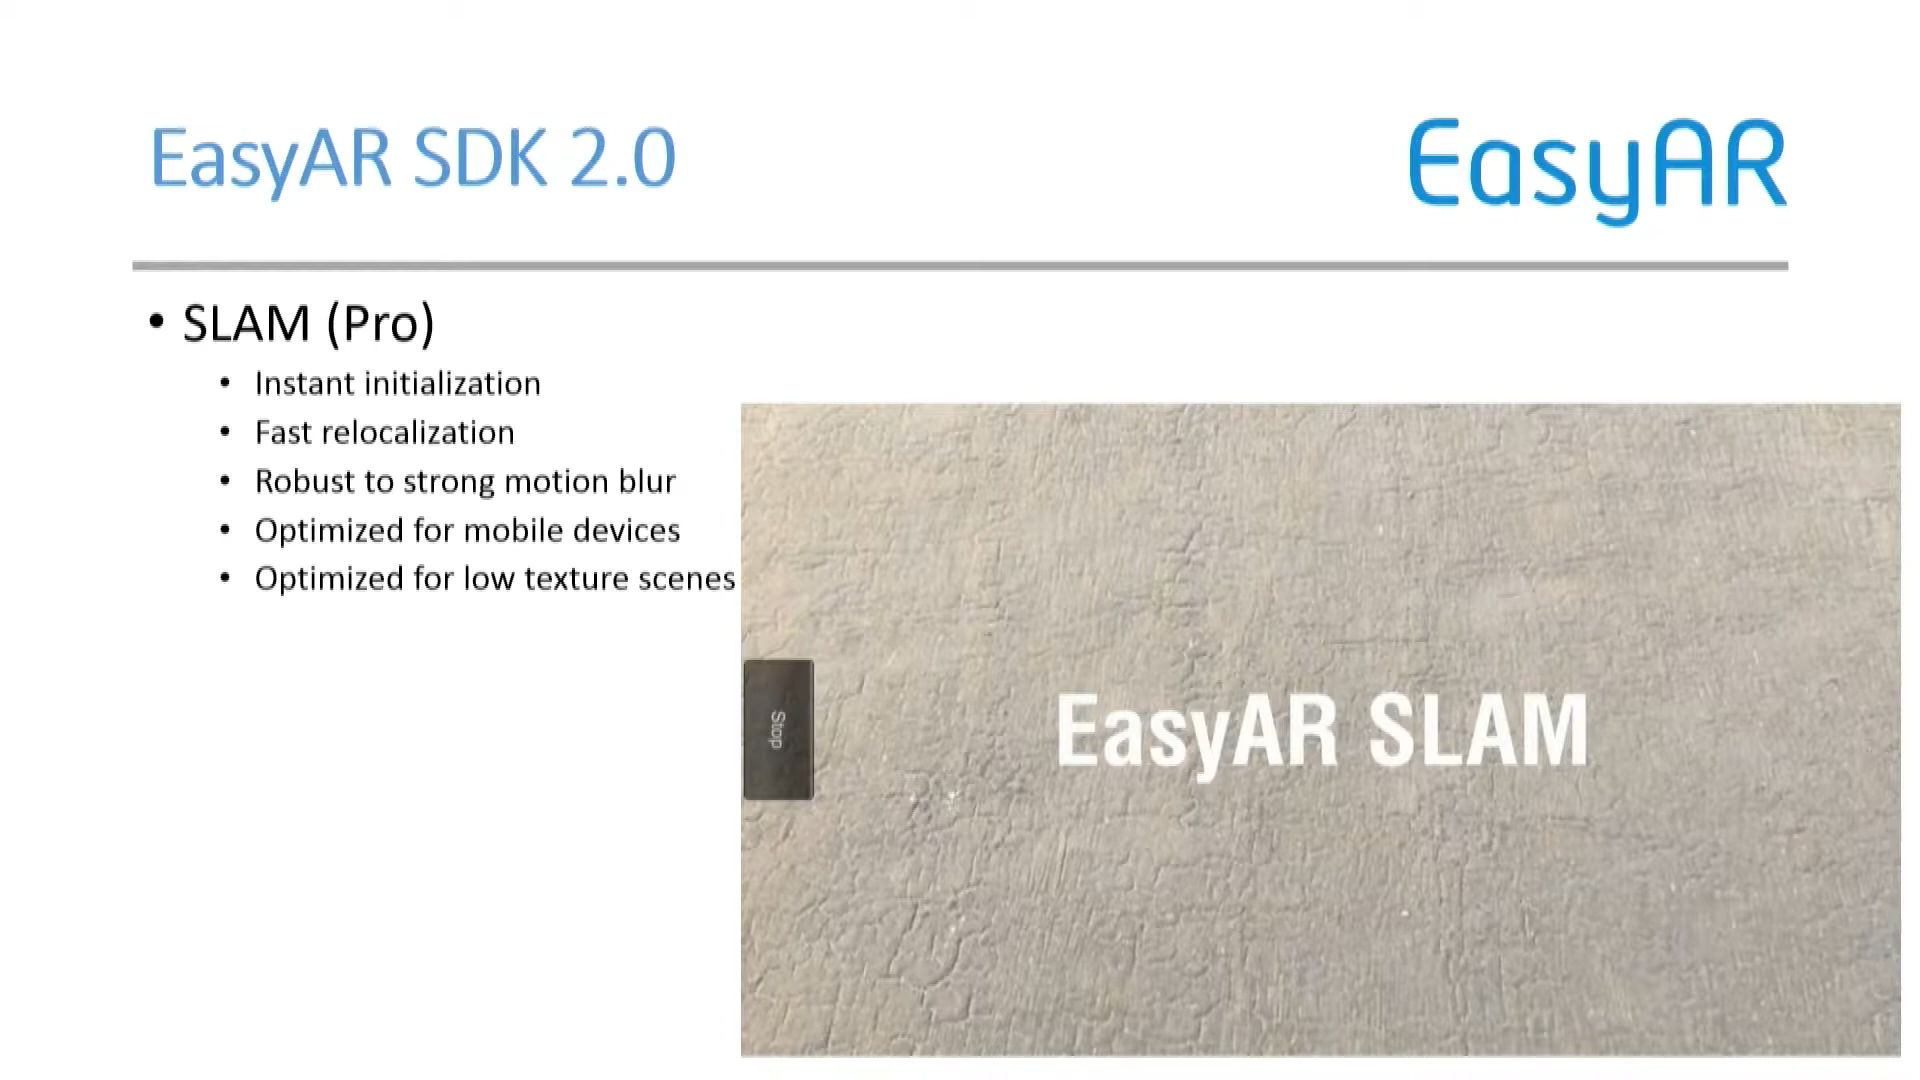 EasyAR SDK 2.0
EasyAR
• SLAM (Pro)
• Instant initialization
• Fast relocalization
• Robust to strong motion blur
• Optimized for mobile devices
• Optimized for low texture scenes
Stop
EasyAR SLAM